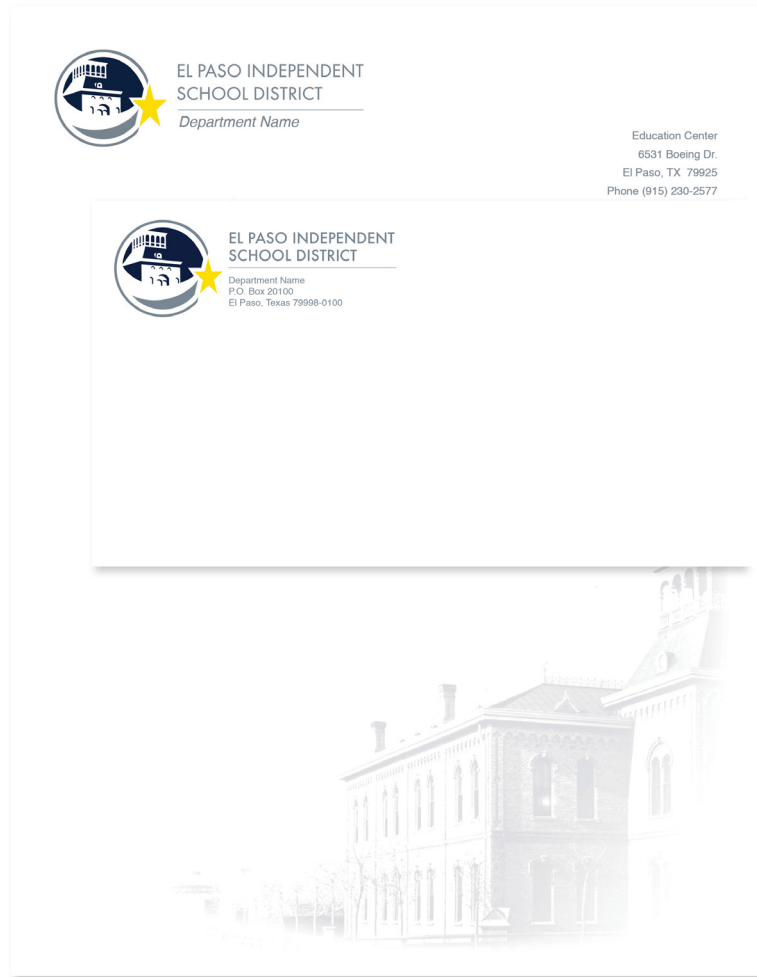 EL PASO INDEPENDENT
SCHOOL DISTRICT
Department Name
Education Center
6531 Boeing Dr.
El Paso, TX 79925
Phone (915) 230-2577
EL PASO INDEPENDENT
SCHOOL DISTRICT
Department Name
P.O. Box 20100
El Paso, Texas 79998-0100